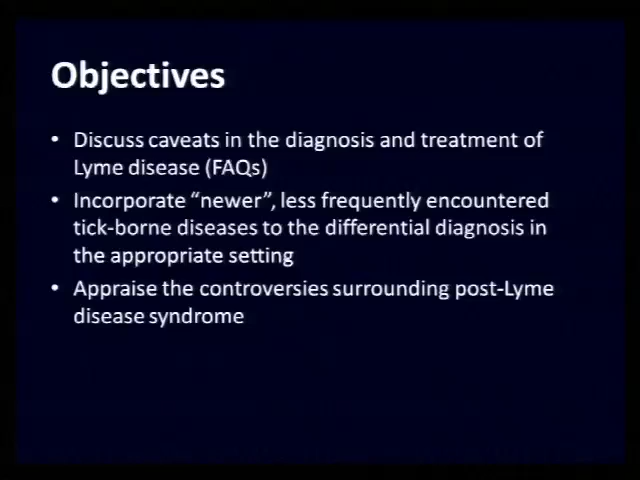 Objectives
• Discuss caveats in the diagnosis and treatment of
Lyme disease (FAQs)
• Incorporate “newer”, less frequently encountered
tick-borne diseases to the differential diagnosis in
the appropriate setting
• Appraise the controversies surrounding post-Lyme
disease syndrome